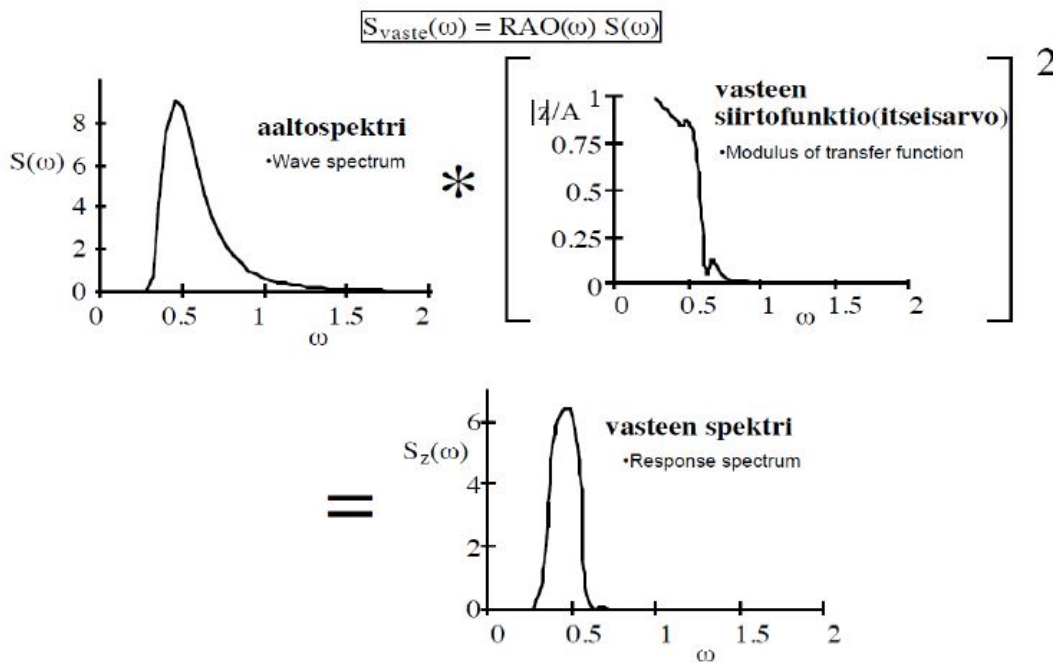 S_vaste(ω) = RAO(ω) S(ω)
2
8
6
4
2
0
S(ω)
aaltospektri
•Wave spectrum
0 0.5 1 1.5 2
ω
*
|z|/A
1
0.75
0.5
0.25
0
vasteen
siirtofunktio(itseisarvo)
•Modulus of transfer function
0 0.5 1 1.5 2
ω
=
6
4
2
0
S_z(ω)
vasteen spektri
•Response spectrum
0 0.5 1 1.5 2
ω